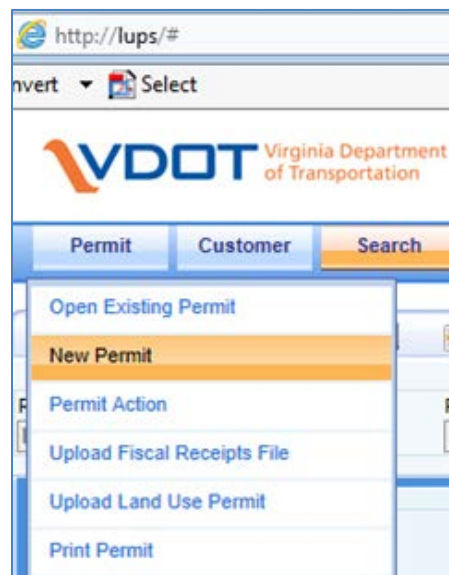 http://lups/#
nvert Select
VDOT Virginia Department
of Transportation
Permit Customer Search
Open Existing Permit
New Permit
Permit Action
Upload Fiscal Receipts File
Upload Land Use Permit
Print Permit